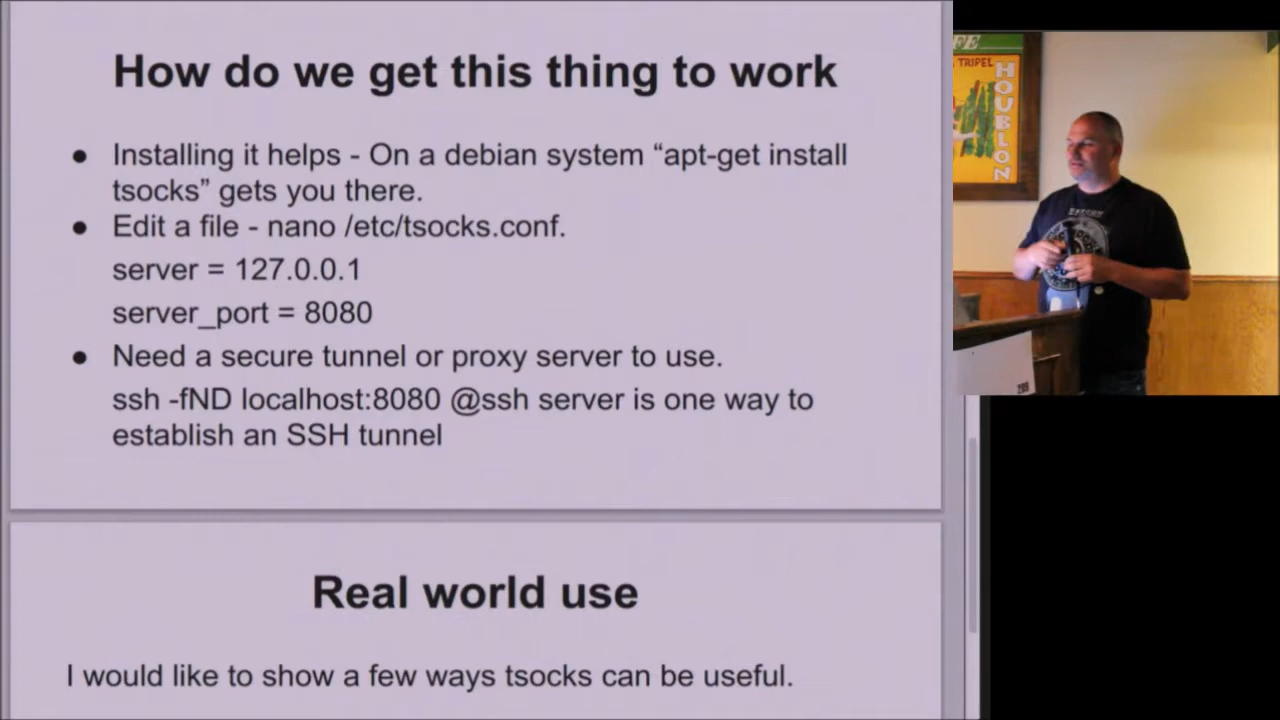 How do we get this thing to work
● Installing it helps - On a debian system “apt-get install
tsocks” gets you there.
● Edit a file - nano /etc/tsocks.conf.
server = 127.0.0.1
server_port = 8080
● Need a secure tunnel or proxy server to use.
ssh -fND localhost:8080 @ssh server is one way to
establish an SSH tunnel
Real world use
I would like to show a few ways tsocks can be useful.
TRIPEL
HOUBLON